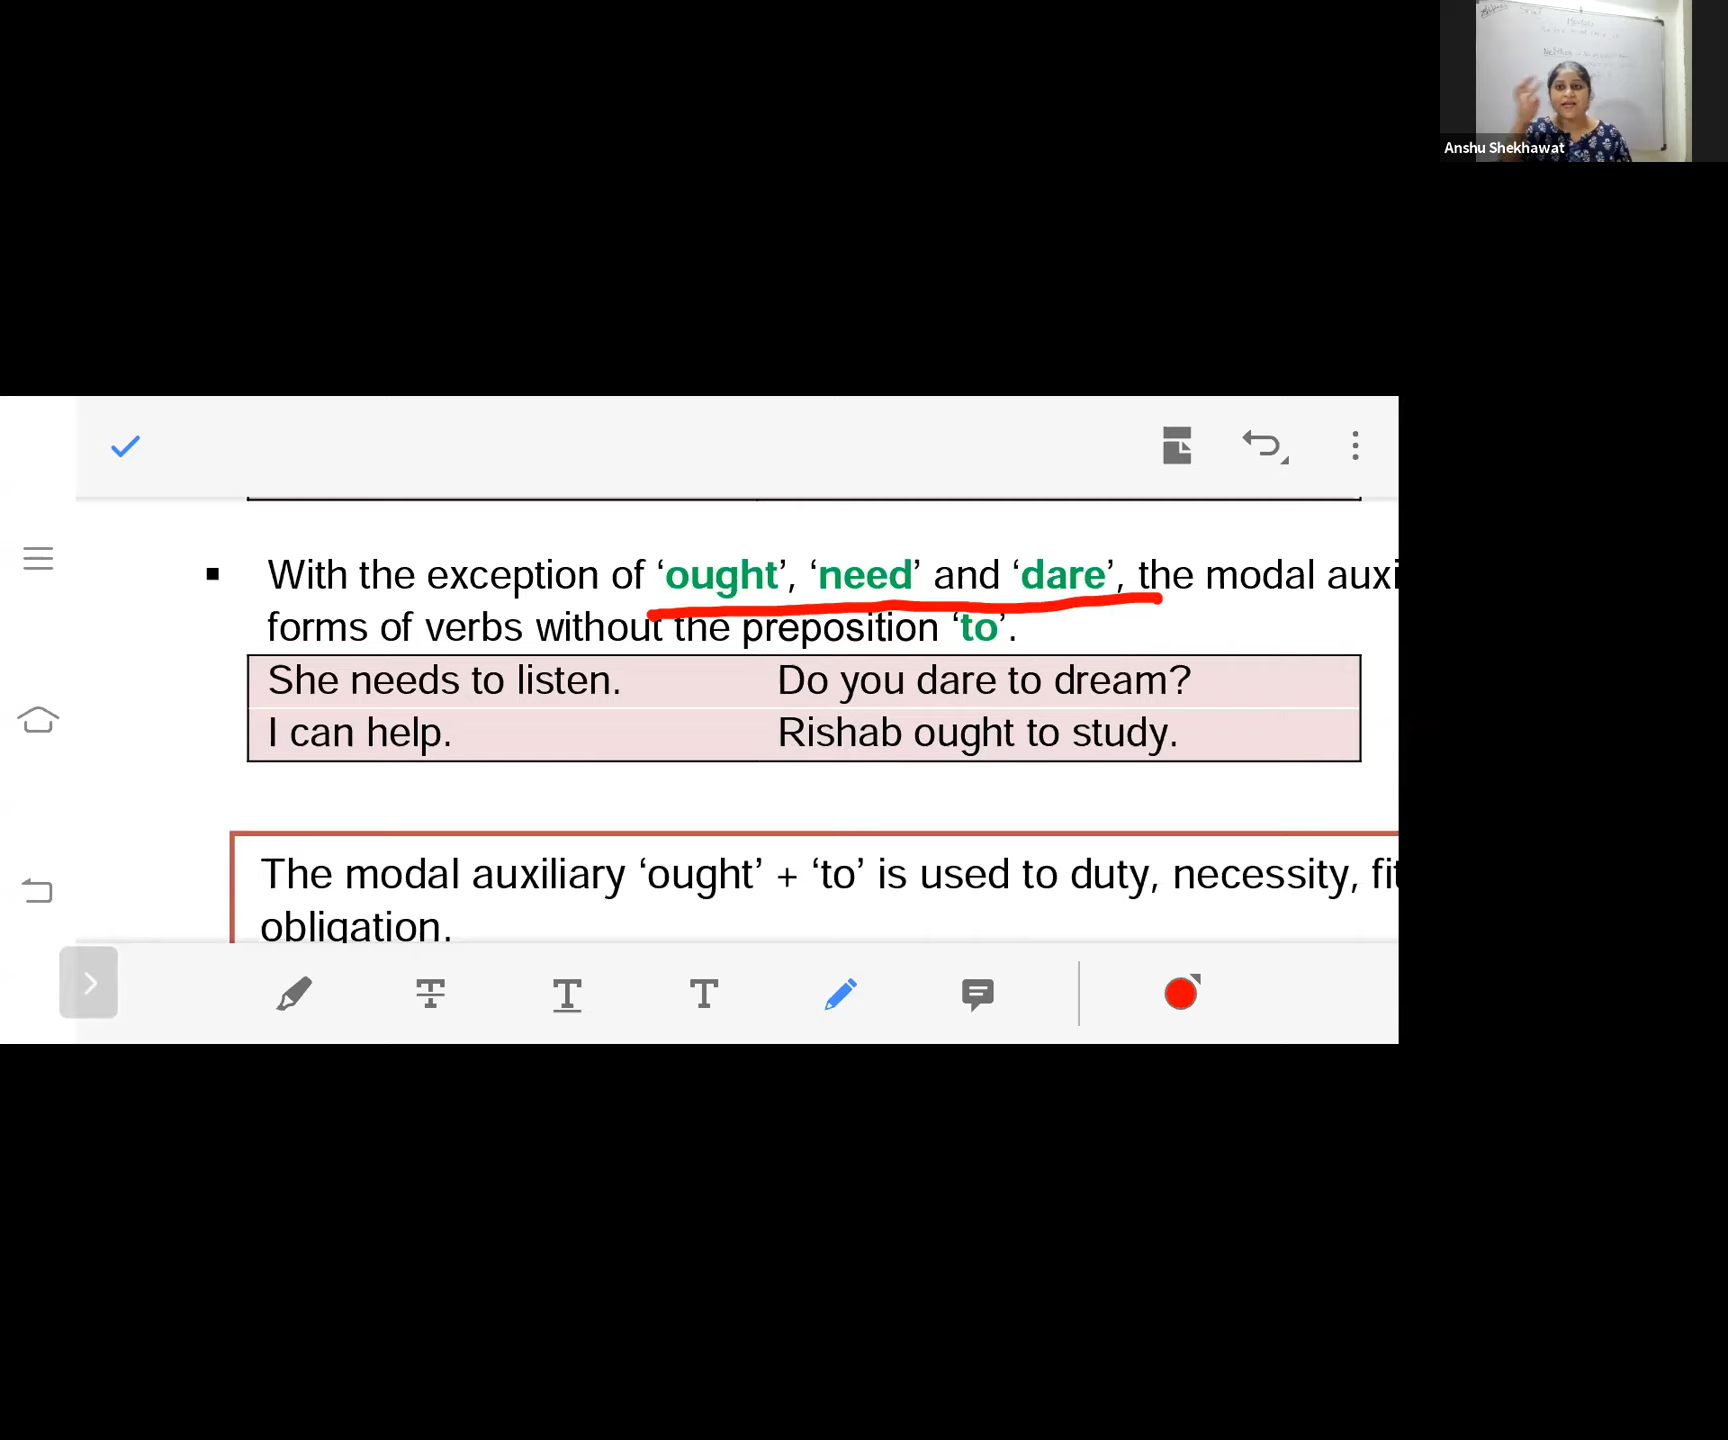 Anshu Shekhawat
▪ With the exception of ‘ought’, ‘need’ and ‘dare’, the modal auxi
forms of verbs without the preposition ‘to’.
She needs to listen. Do you dare to dream?
I can help. Rishab ought to study.
The modal auxiliary ‘ought’ + ‘to’ is used to duty, necessity, fit
obligation.